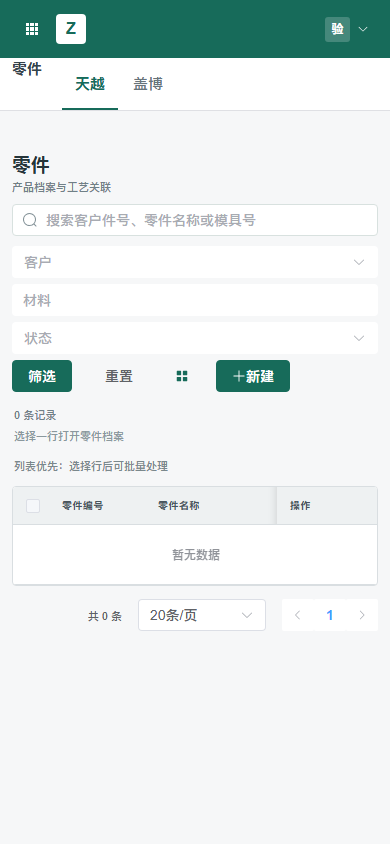 Z
验
零件
天越
盖博
零件
产品档案与工艺关联
搜索客户件号、零件名称或模具号
客户
材料
状态
筛选
重置
新建
0 条记录
选择一行打开零件档案
列表优先：选择行后可批量处理
零件编号
零件名称
操作
暂无数据
共 0 条
20条/页
1